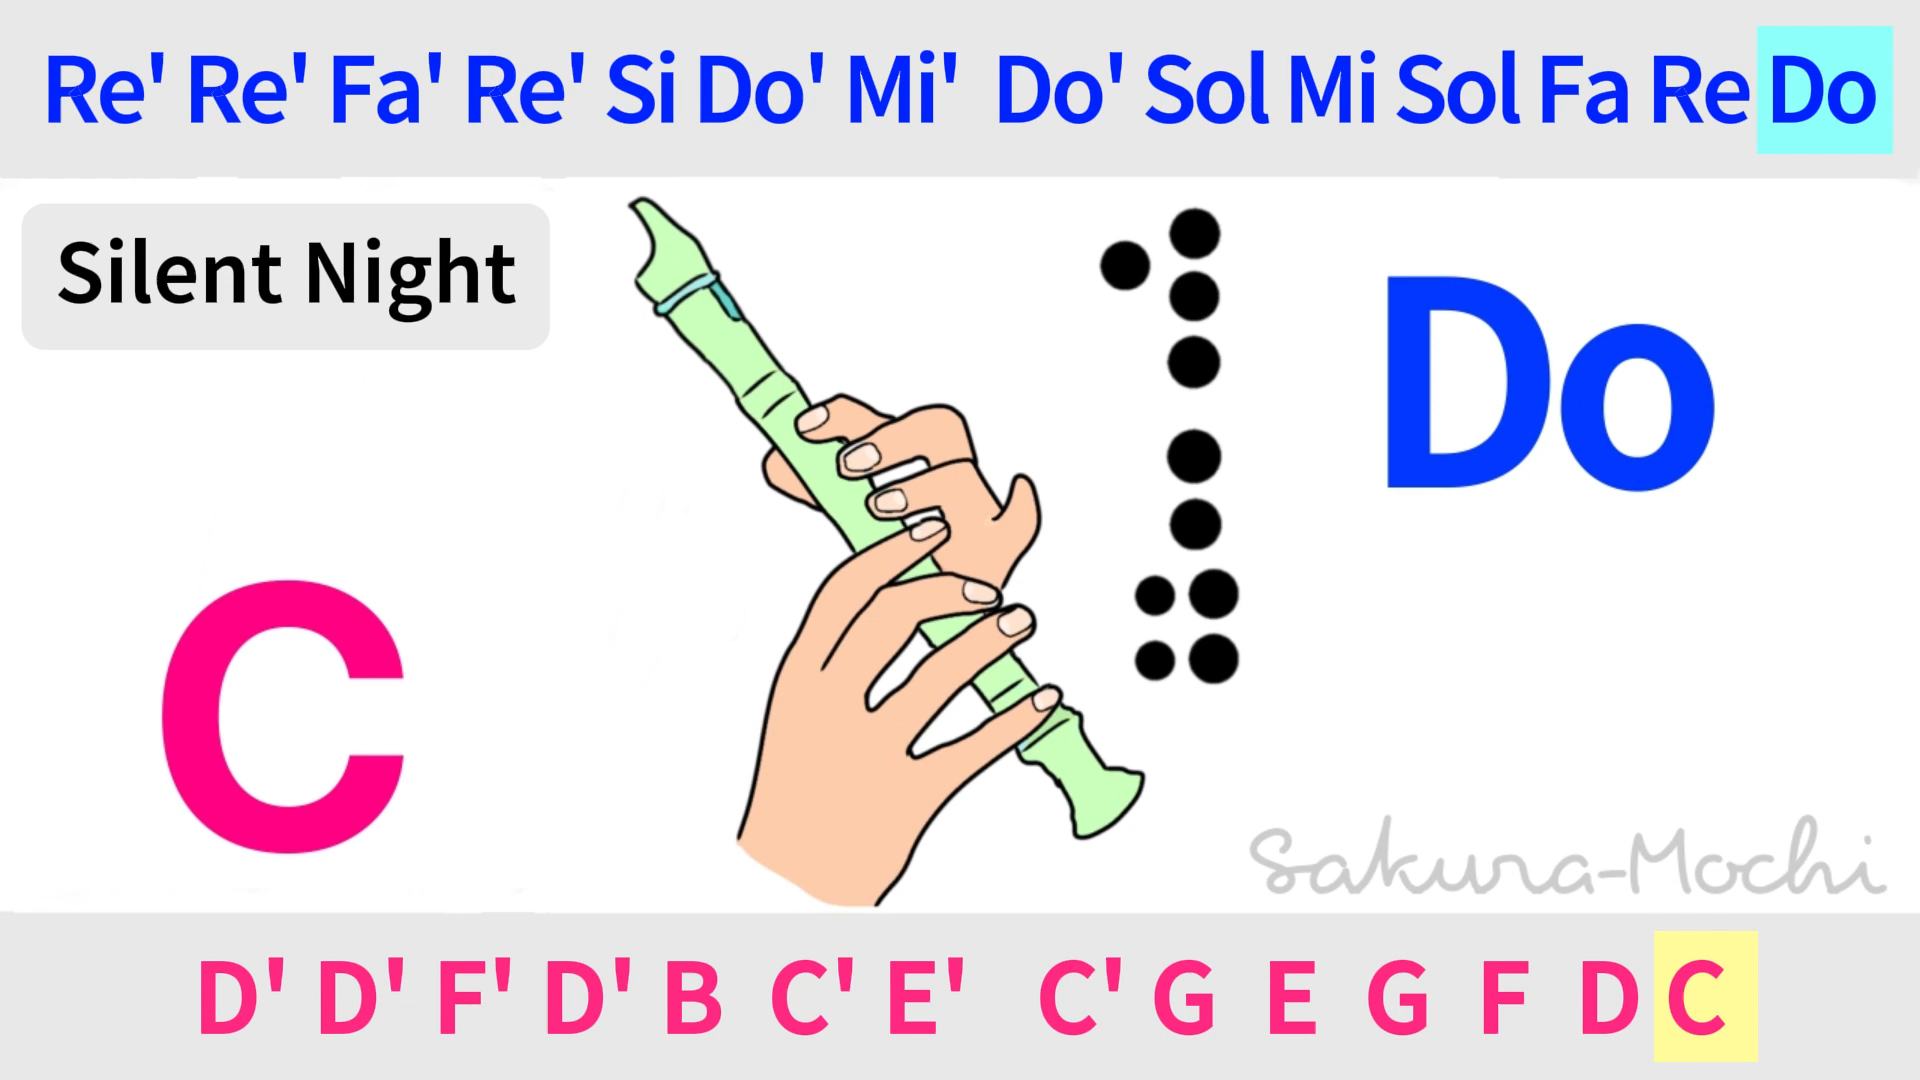 Re' Re' Fa' Re' Si Do' Mi' Do' Sol Mi Sol Fa Re Do
Silent Night
Do
C
Sakura-Mochi
D' D' F' D' B C' E' C' G E G F D C